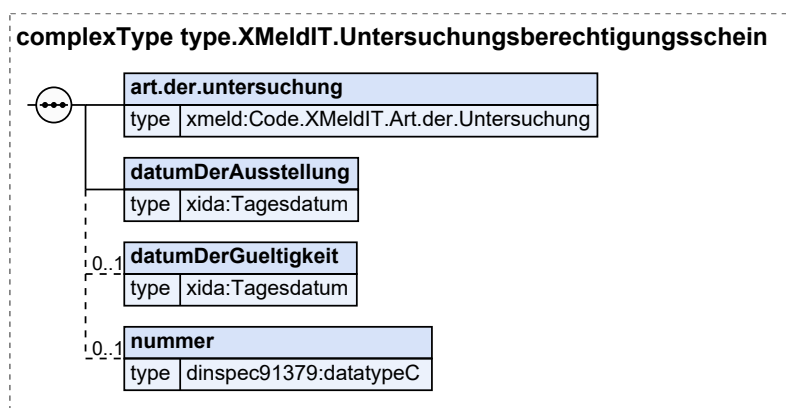 complexType type.XMeldIT.Untersuchungsberechtigungsschein
art.der.untersuchung
type xmeld:Code.XMeldIT.Art.der.Untersuchung
datumDerAusstellung
type xida:Tagesdatum
0..1 datumDerGueltigkeit
type xida:Tagesdatum
0..1 nummer
type dinspec91379:datatypeC